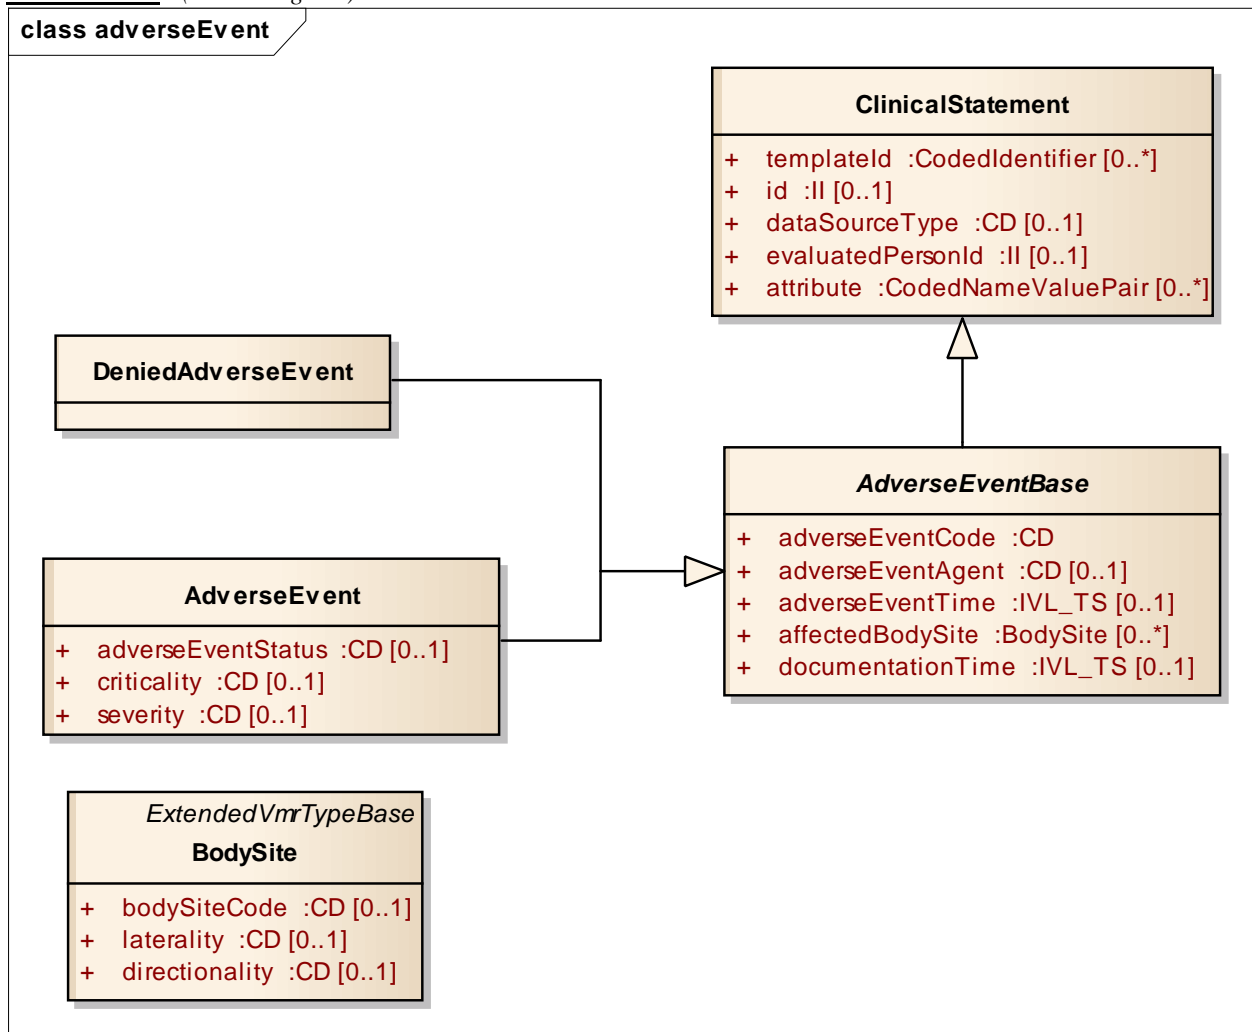 class adverseEvent
ClinicalStatement
+ templateId :CodedIdentifier [0..*]
+ id :II [0..1]
+ dataSourceType :CD [0..1]
+ evaluatedPersonId :II [0..1]
+ attribute :CodedNameValuePair [0..*]
DeniedAdverseEvent
AdverseEventBase
+ adverseEventCode :CD
+ adverseEventAgent :CD [0..1]
+ adverseEventTime :IVL_TS [0..1]
+ affectedBodySite :BodySite [0..*]
+ documentationTime :IVL_TS [0..1]
AdverseEvent
+ adverseEventStatus :CD [0..1]
+ criticality :CD [0..1]
+ severity :CD [0..1]
ExtendedVmrTypeBase
BodySite
+ bodySiteCode :CD [0..1]
+ laterality :CD [0..1]
+ directionality :CD [0..1]